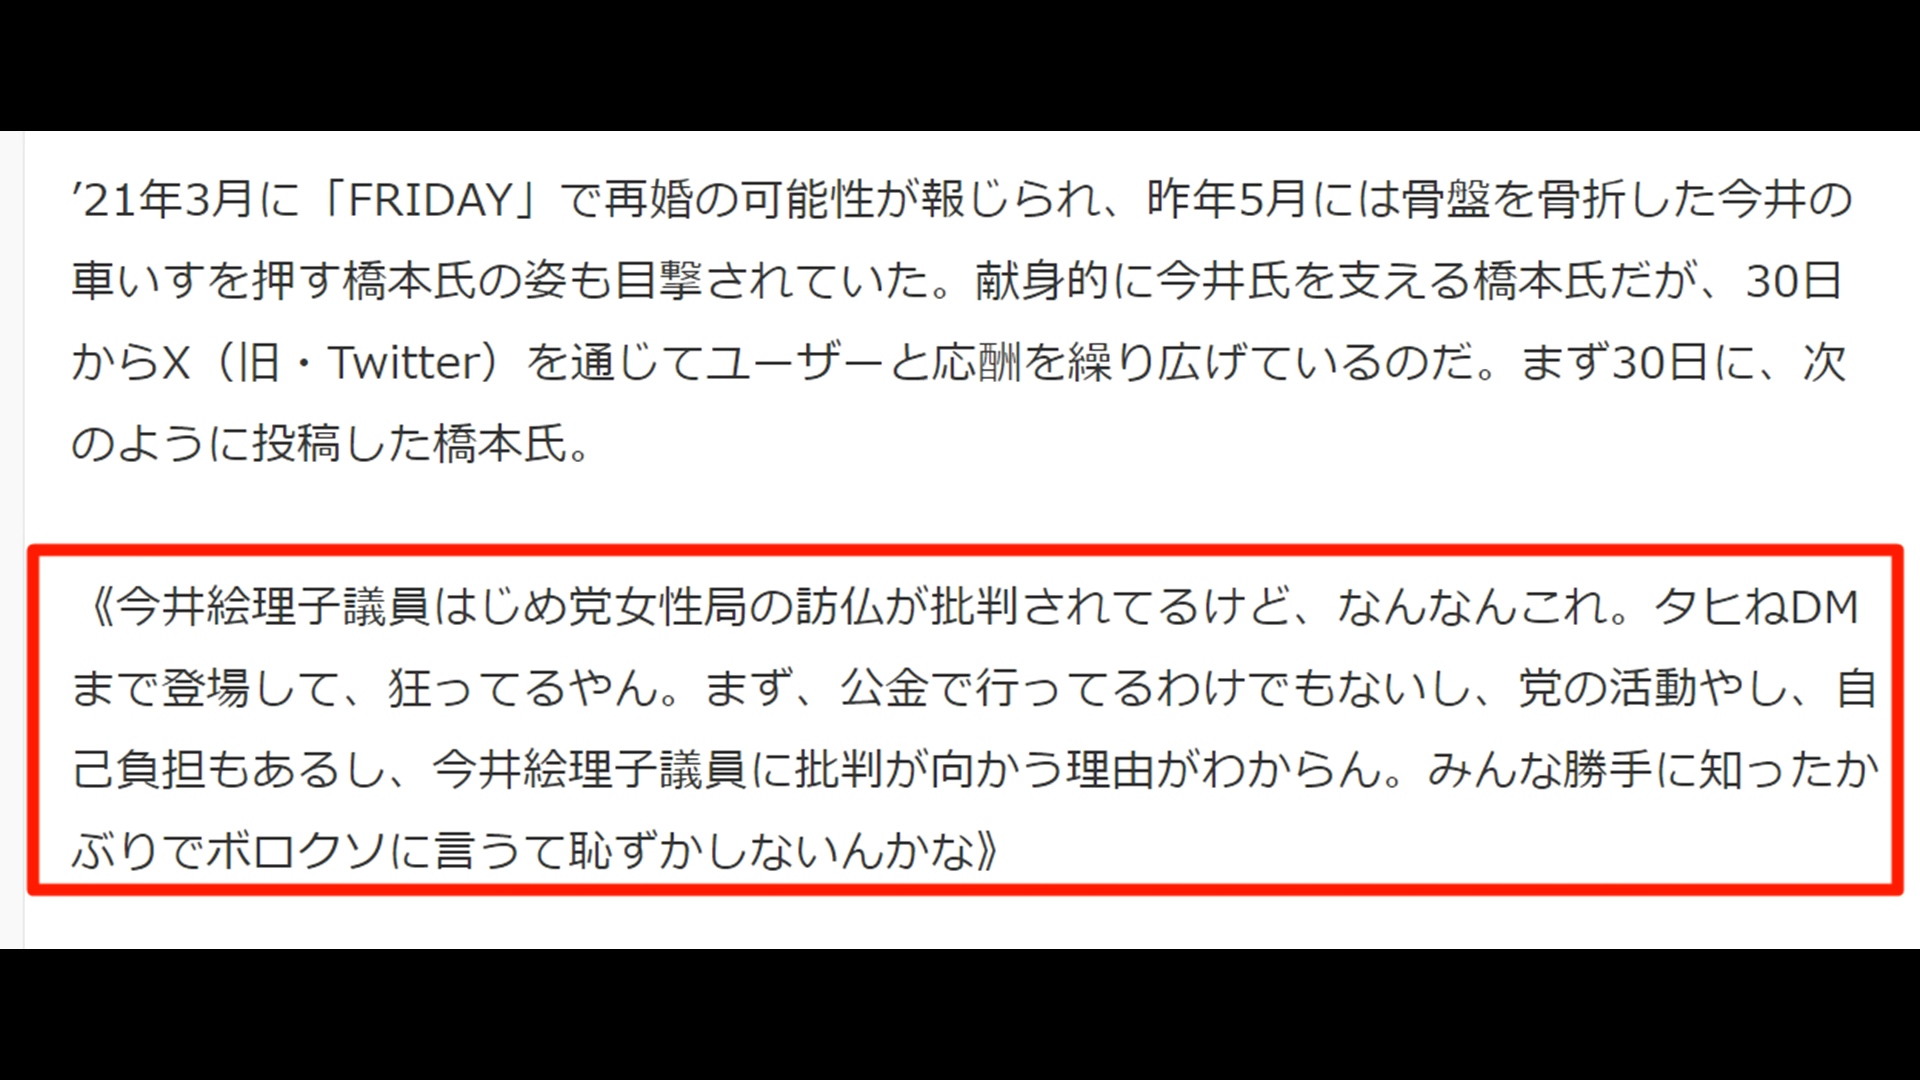 ’21年3月に「FRIDAY」で再婚の可能性が報じられ、昨年5月には骨盤を骨折した今井の
車いすを押す橋本氏の姿も目撃されていた。献身的に今井氏を支える橋本氏だが、30日
からX（旧・Twitter）を通じてユーザーと応酬を繰り広げているのだ。まず30日に、次
のように投稿した橋本氏。
《今井絵理子議員はじめ党女性局の訪仏が批判されてるけど、なんなんこれ。タヒねDM
まで登場して、狂ってるやん。まず、公金で行ってるわけでもないし、党の活動やし、自
己負担もあるし、今井絵理子議員に批判が向かう理由がわからん。みんな勝手に知ったか
ぶりでボロクソに言うて恥ずかしないんかな》